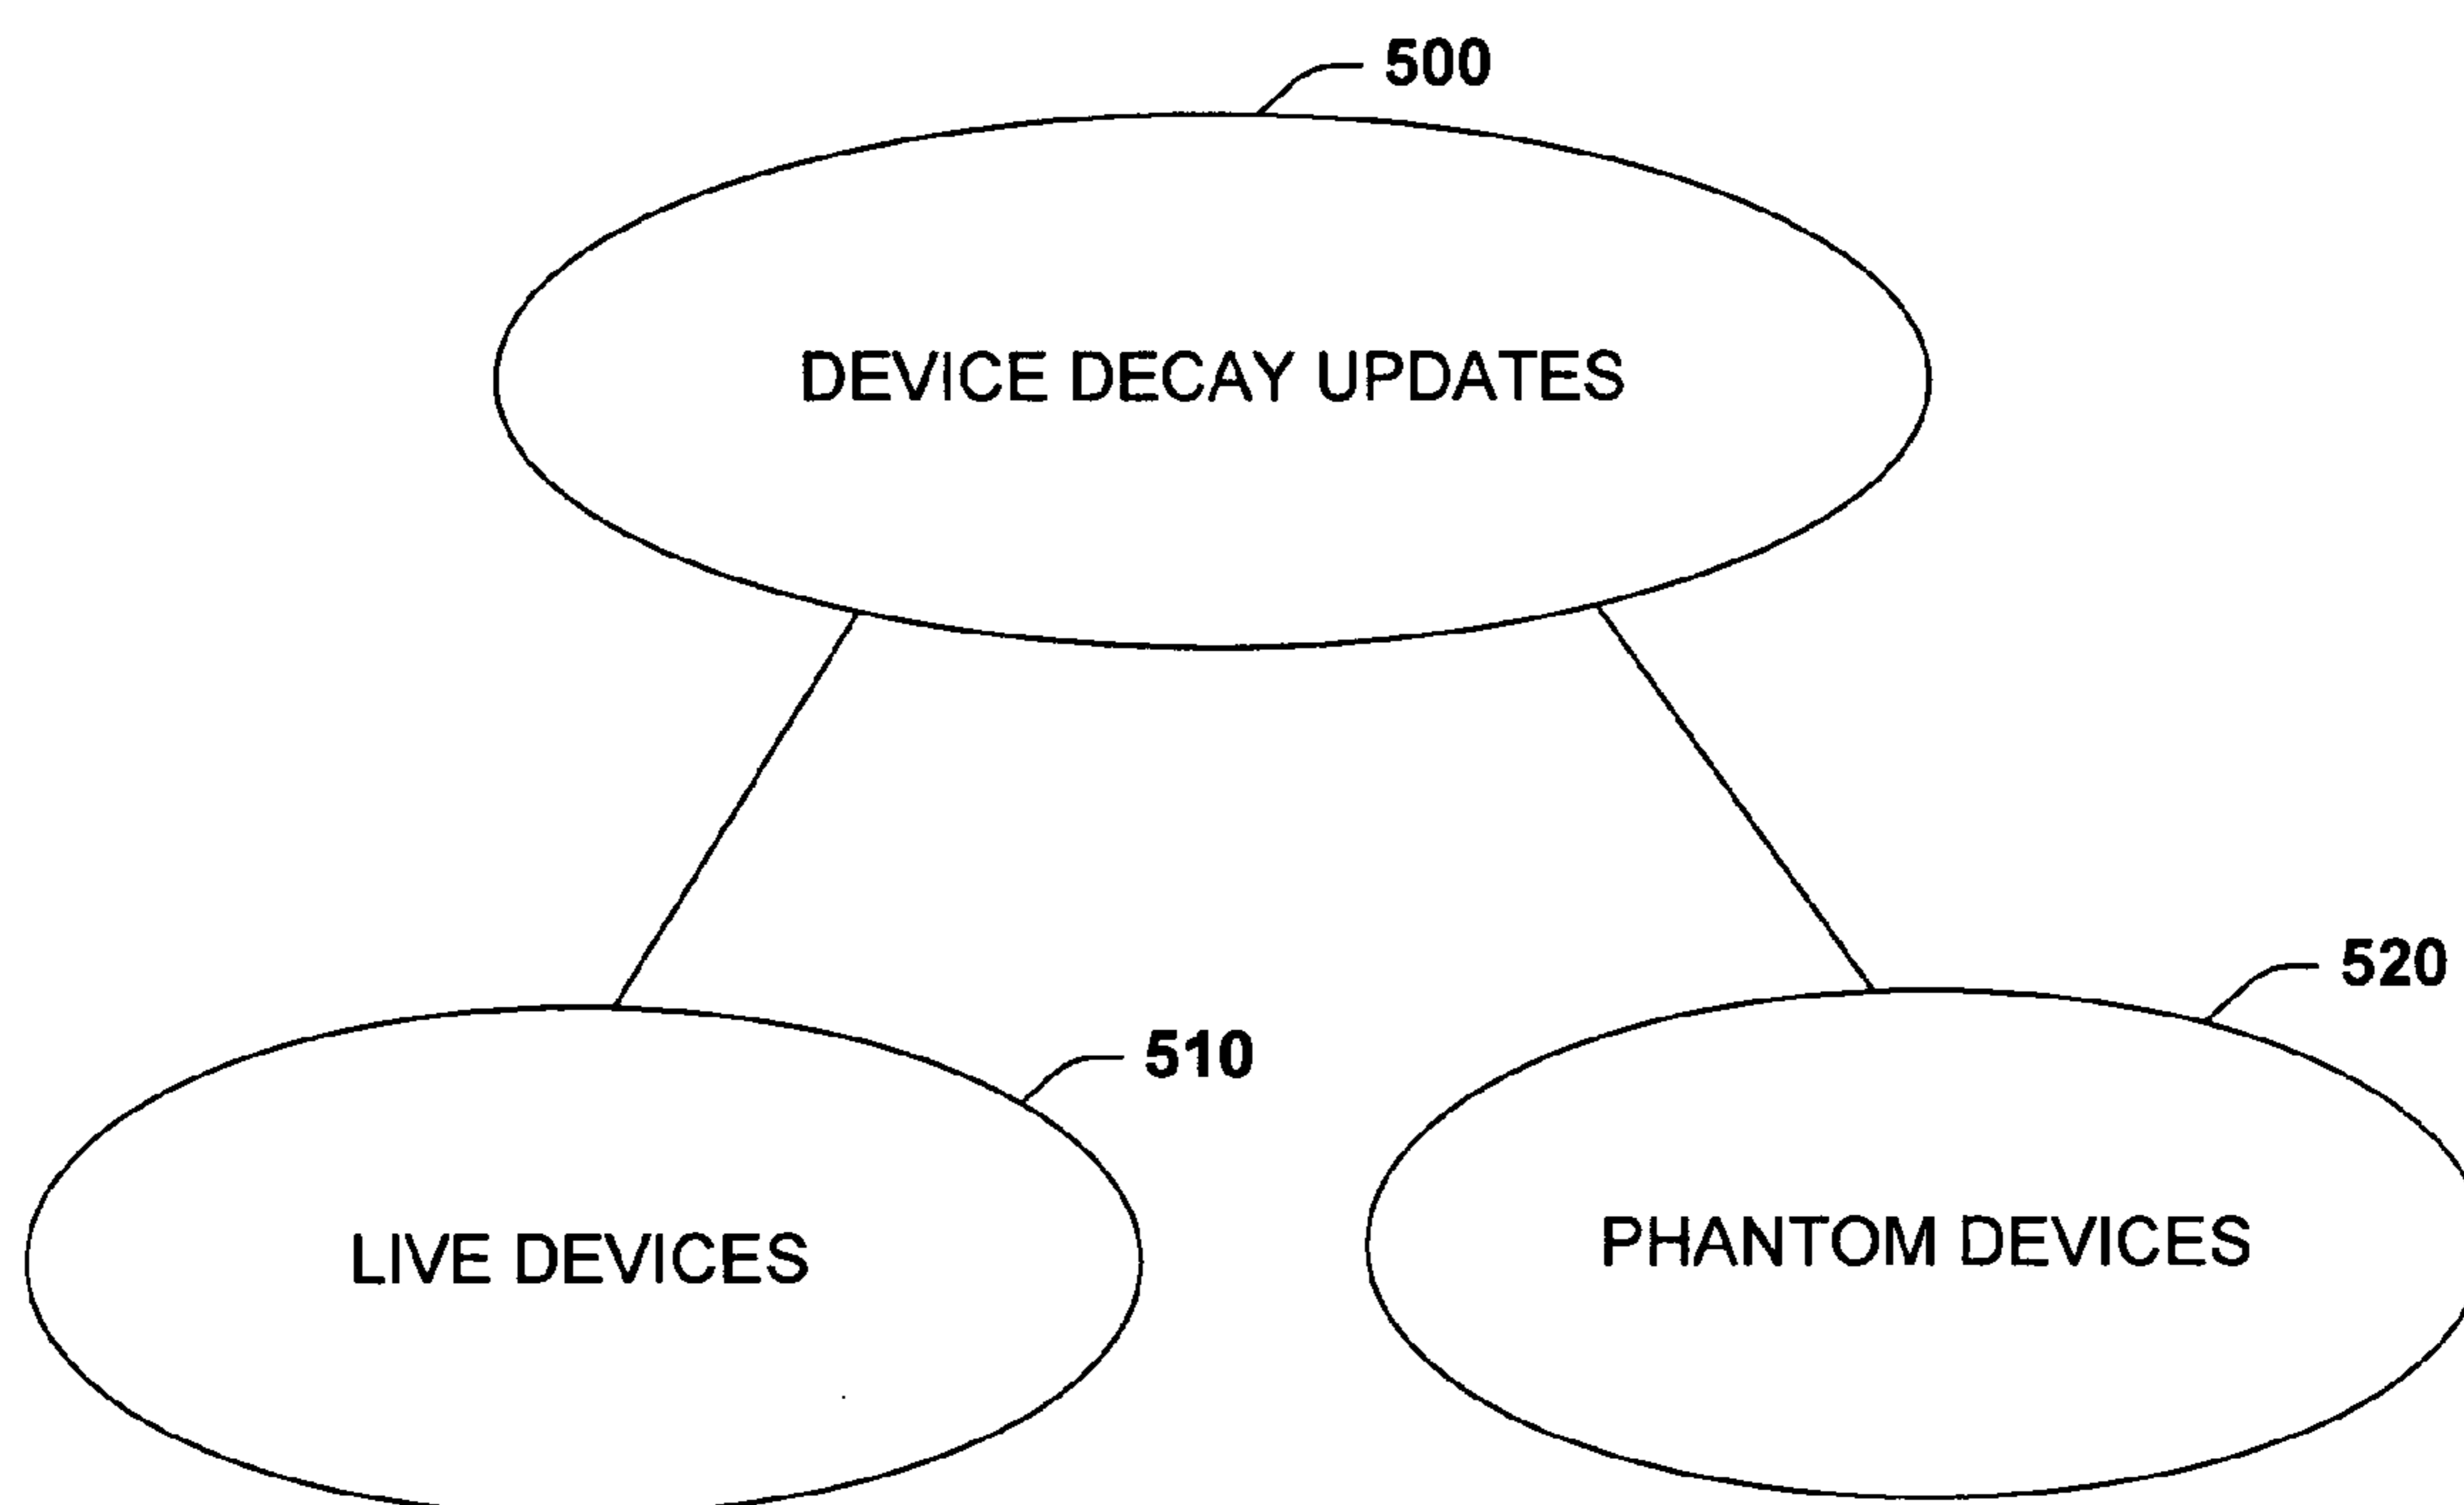 500
DEVICE DECAY UPDATES
520
510
LIVE DEVICES
PHANTOM DEVICES